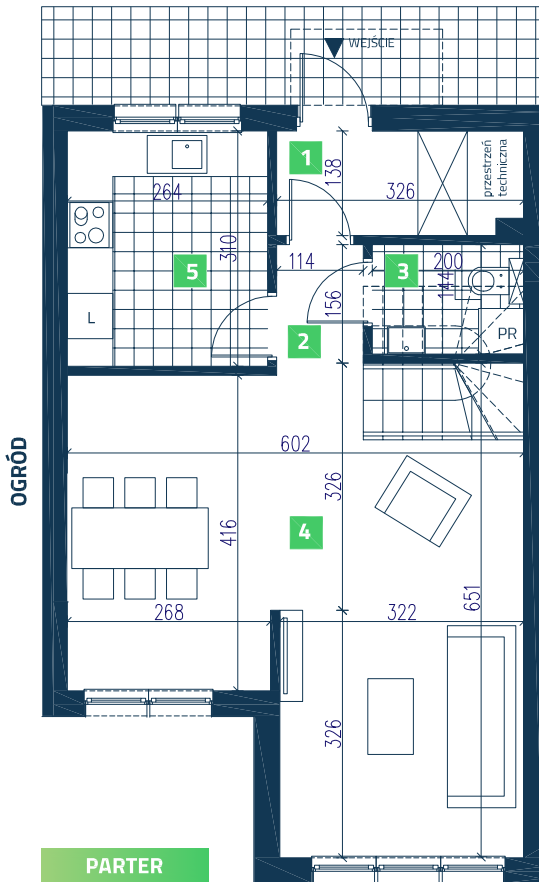 WEJŚCIE
1
138
326
przestrzeń
techniczna
264
310
5
114
3
200
144
156
2
L
PR
602
OGRÓD
326
4
416
651
268
322
326
PARTER